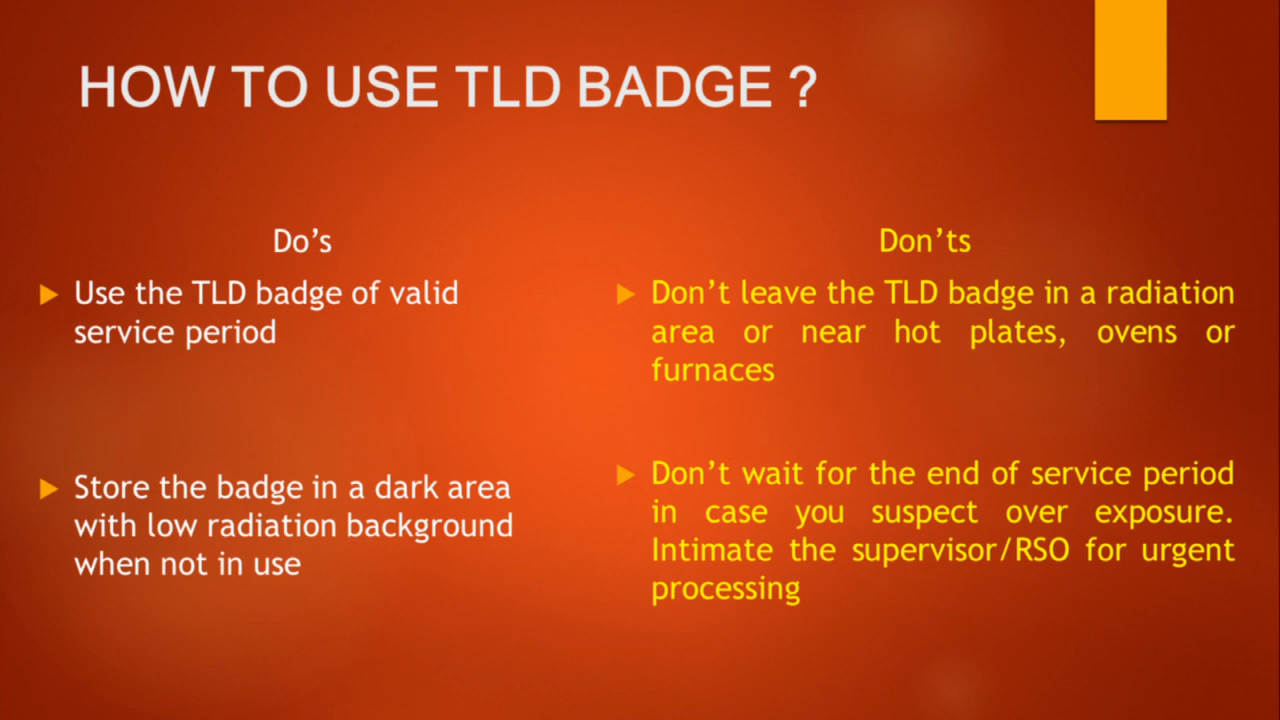 HOW TO USE TLD BADGE ?
Do’s
Use the TLD badge of valid
service period
Store the badge in a dark area
with low radiation background
when not in use
Don’ts
Don’t leave the TLD badge in a radiation
area or near hot plates, ovens or
furnaces
Don’t wait for the end of service period
in case you suspect over exposure.
Intimate the supervisor/RSO for urgent
processing